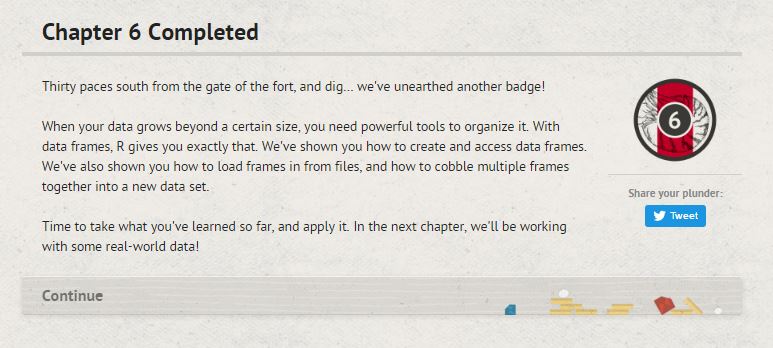 Chapter 6 Completed
Thirty paces south from the gate of the fort, and dig... we've unearthed another badge!
6
When your data grows beyond a certain size, you need powerful tools to organize it. With
data frames, R gives you exactly that. We've shown you how to create and access data frames.
We've also shown you how to load frames in from files, and how to cobble multiple frames
together into a new data set.
Share your plunder:
Tweet
Time to take what you've learned so far, and apply it. In the next chapter, we'll be working
with some real-world data!
Continue